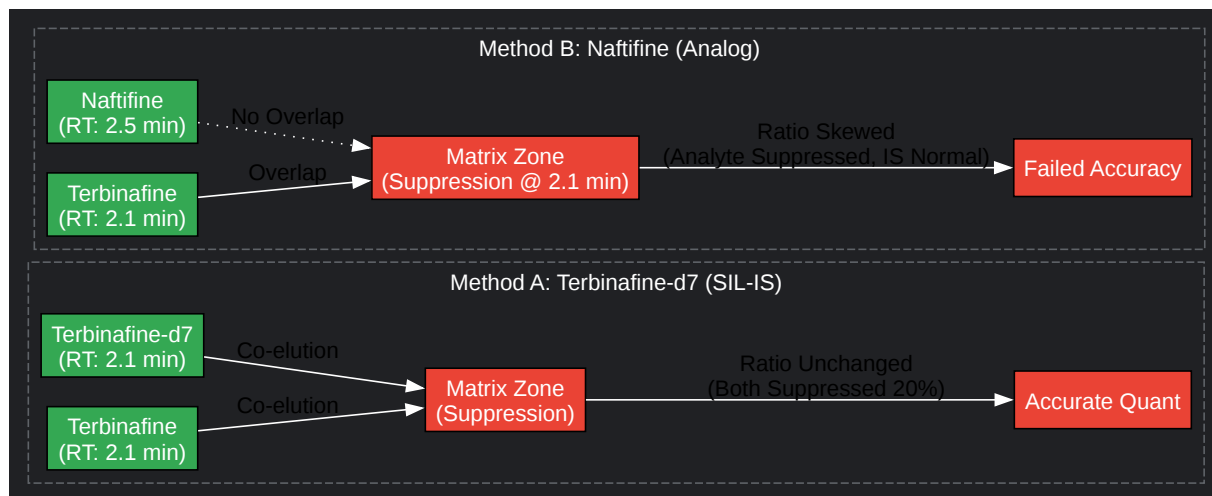 Method B: Naftifine (Analog)
Naftifine
(RT: 2.5 min)
No Overlap
Terbinafine
(RT: 2.1 min)
Overlap
Matrix Zone
(Suppression @ 2.1 min)
Ratio Skewed
(Analyte Suppressed, IS Normal)
Failed Accuracy
Method A: Terbinafine-d7 (SIL-IS)
Terbinafine-d7
(RT: 2.1 min)
Co-elution
Terbinafine
(RT: 2.1 min)
Co-elution
Matrix Zone
(Suppression)
Ratio Unchanged
(Both Suppressed 20%)
Accurate Quant